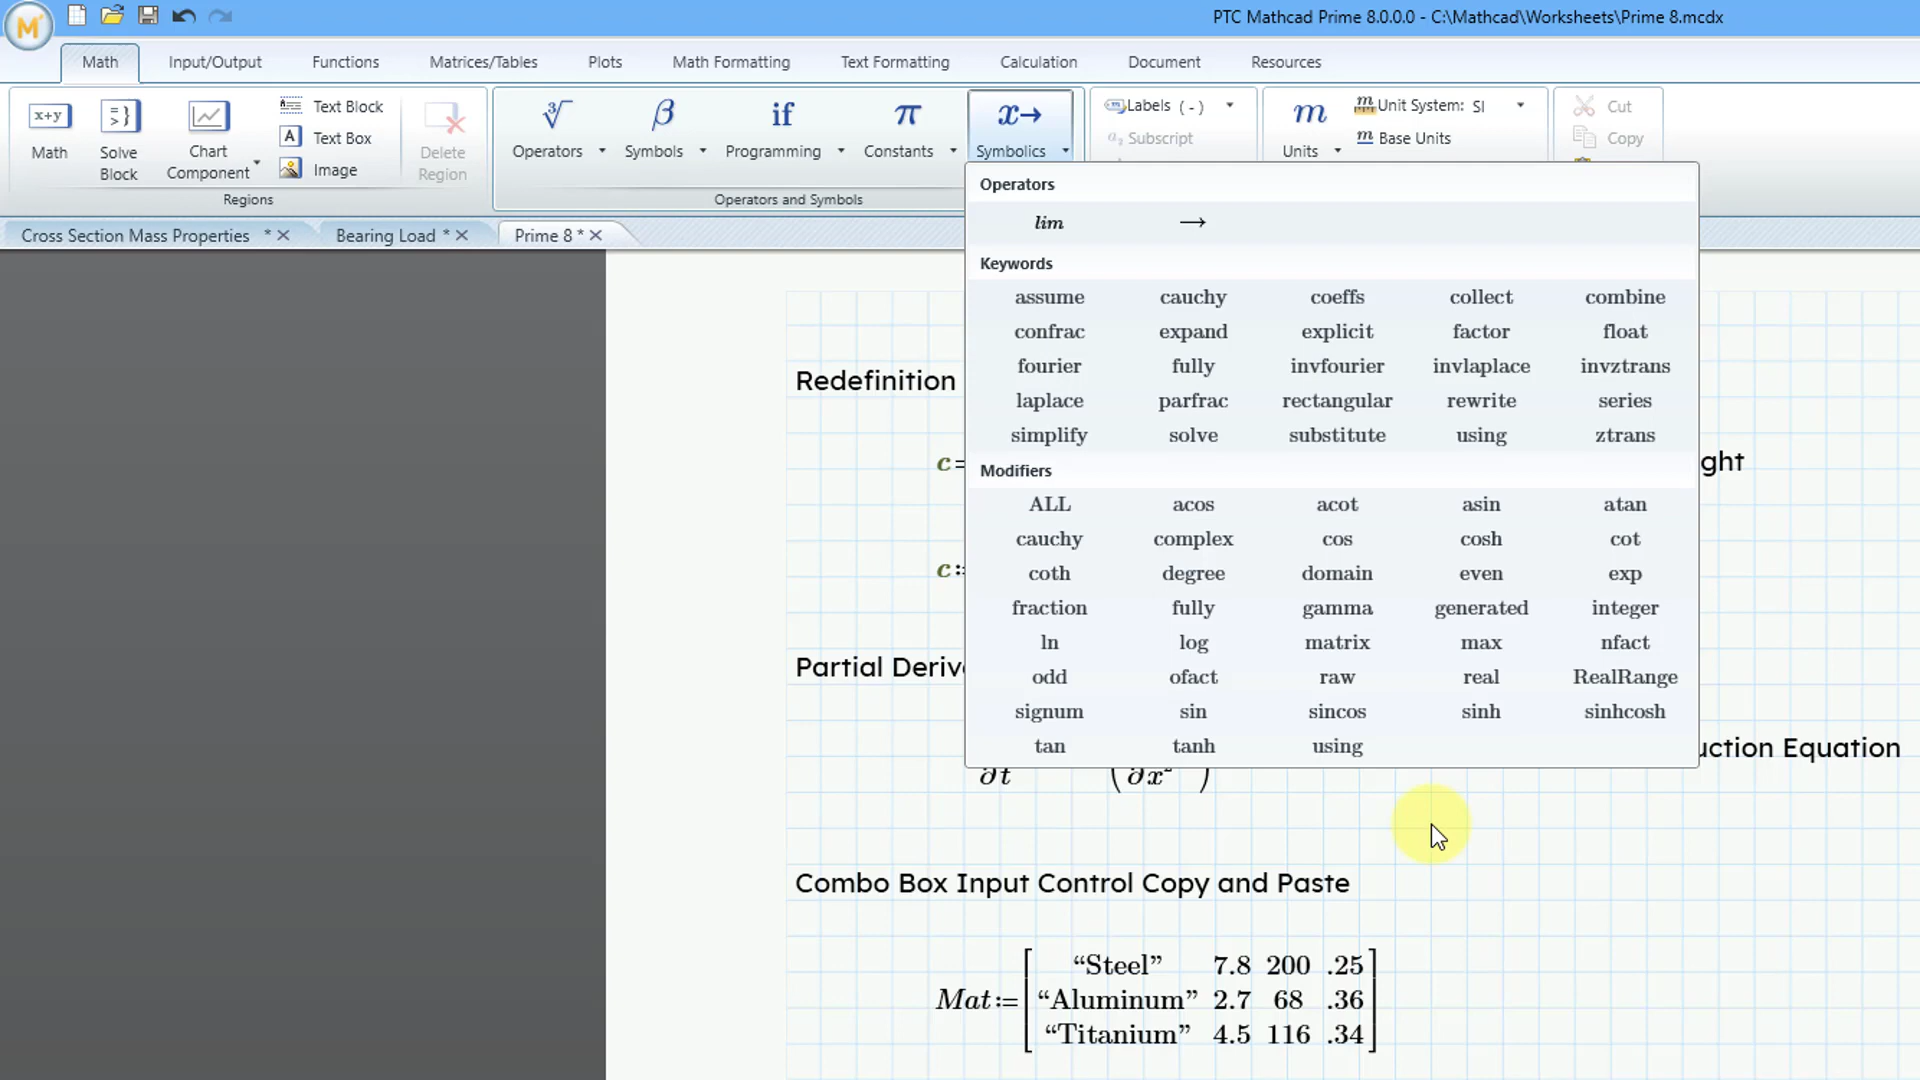 PTC Mathcad Prime 8.0.0.0 - C:\Mathcad\Worksheets\Prime 8.mcdx
Math Input/Output Functions Matrices/Tables Plots Math Formatting Text Formatting Calculation Document Resources
x+y Math
Solve Block
Chart Component
Text Block
Text Box
Image
Delete Region
Regions
∛ Operators
β Symbols
if Programming
π Constants
x→ Symbolics
Operators and Symbols
Labels (-)
Subscript
m Units
Unit System: SI
Base Units
Cut
Copy
Cross Section Mass Properties * Bearing Load * Prime 8 *
Operators
lim →
Keywords
assume cauchy coeffs collect combine
confrac expand explicit factor float
fourier fully invfourier invlaplace invztrans
laplace parfrac rectangular rewrite series
simplify solve substitute using ztrans
Modifiers
ALL acos acot asin atan
cauchy complex cos cosh cot
coth degree domain even exp
fraction fully gamma generated integer
ln log matrix max nfact
odd ofact raw real RealRange
signum sin sincos sinh sinhcosh
tan tanh using
Redefinition
c= ght
c:=
Partial Deriv
uction Equation
∂t (∂x² )
Combo Box Input Control Copy and Paste
“Steel” 7.8 200 .25
Mat:= “Aluminum” 2.7 68 .36
“Titanium” 4.5 116 .34